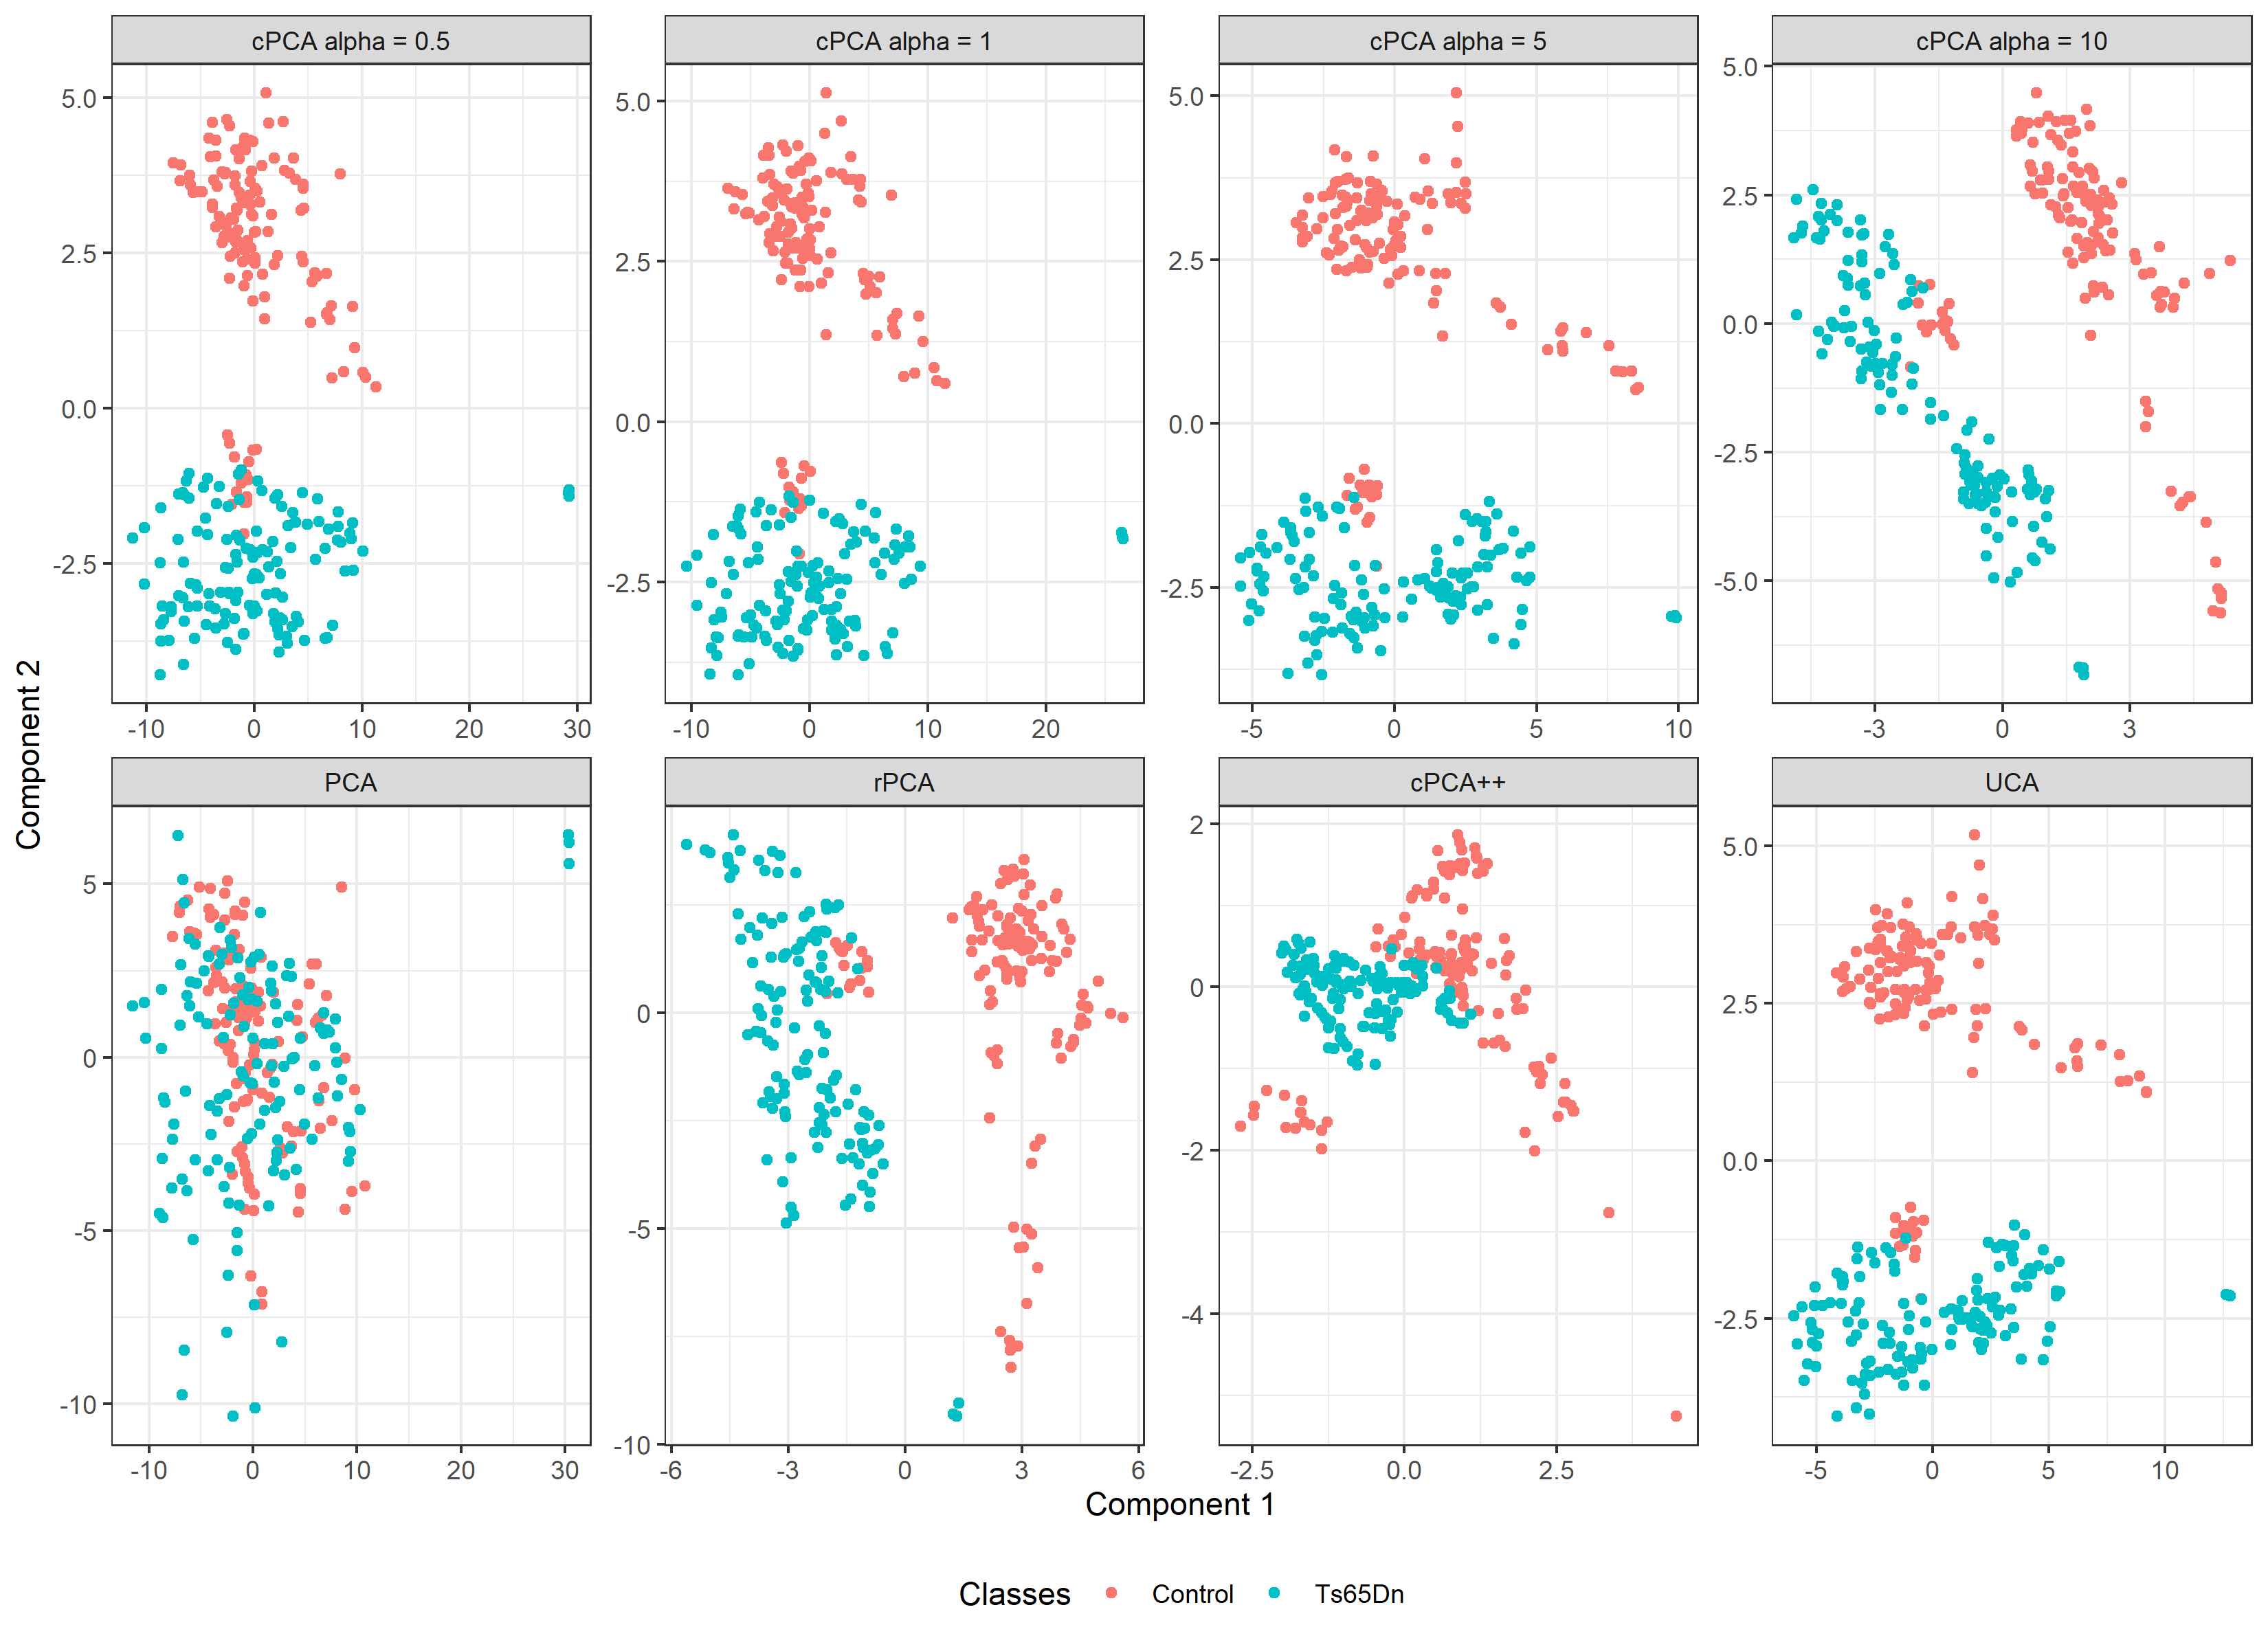 cPCA alpha = 0.5
cPCA alpha = 1
cPCA alpha = 5
cPCA alpha = 10
5.0
2.5
0.0
-2.5
-10 0 10 20 30
5.0
2.5
0.0
-2.5
-10 0 10 20
5.0
2.5
0.0
-2.5
-5 0 5 10
5.0
2.5
0.0
-2.5
-5.0
-3 0 3
PCA
rPCA
cPCA++
UCA
5
0
-5
-10
-10 0 10 20 30
0
-5
-10
-6 -3 0 3 6
2
0
-2
-4
-2.5 0.0 2.5
5.0
2.5
0.0
-2.5
-5 0 5 10
Component 2
Component 1
Classes Control Ts65Dn